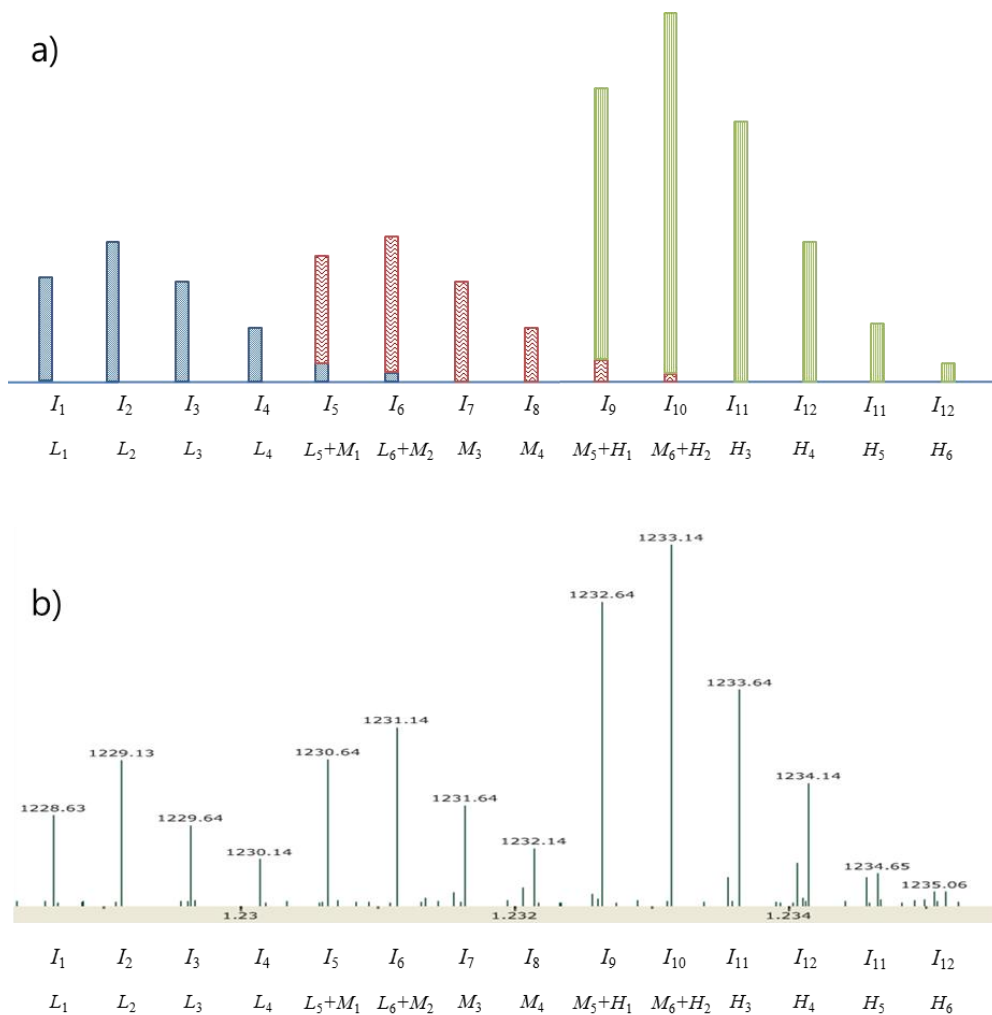 a)
I1 I2 I3 I4 I5 I6 I7 I8 I9 I10 I11 I12 I11 I12
L1 L2 L3 L4 L5+M1 L6+M2 M3 M4 M5+H1 M6+H2 H3 H4 H5 H6
b)
1233.14
1232.64
1233.64
1231.14
1229.13
1230.64
1234.14
1228.63
1229.64
1231.64
1230.14
1232.14
1234.65
1235.06
1.23 1.232 1.234
I1 I2 I3 I4 I5 I6 I7 I8 I9 I10 I11 I12 I11 I12
L1 L2 L3 L4 L5+M1 L6+M2 M3 M4 M5+H1 M6+H2 H3 H4 H5 H6